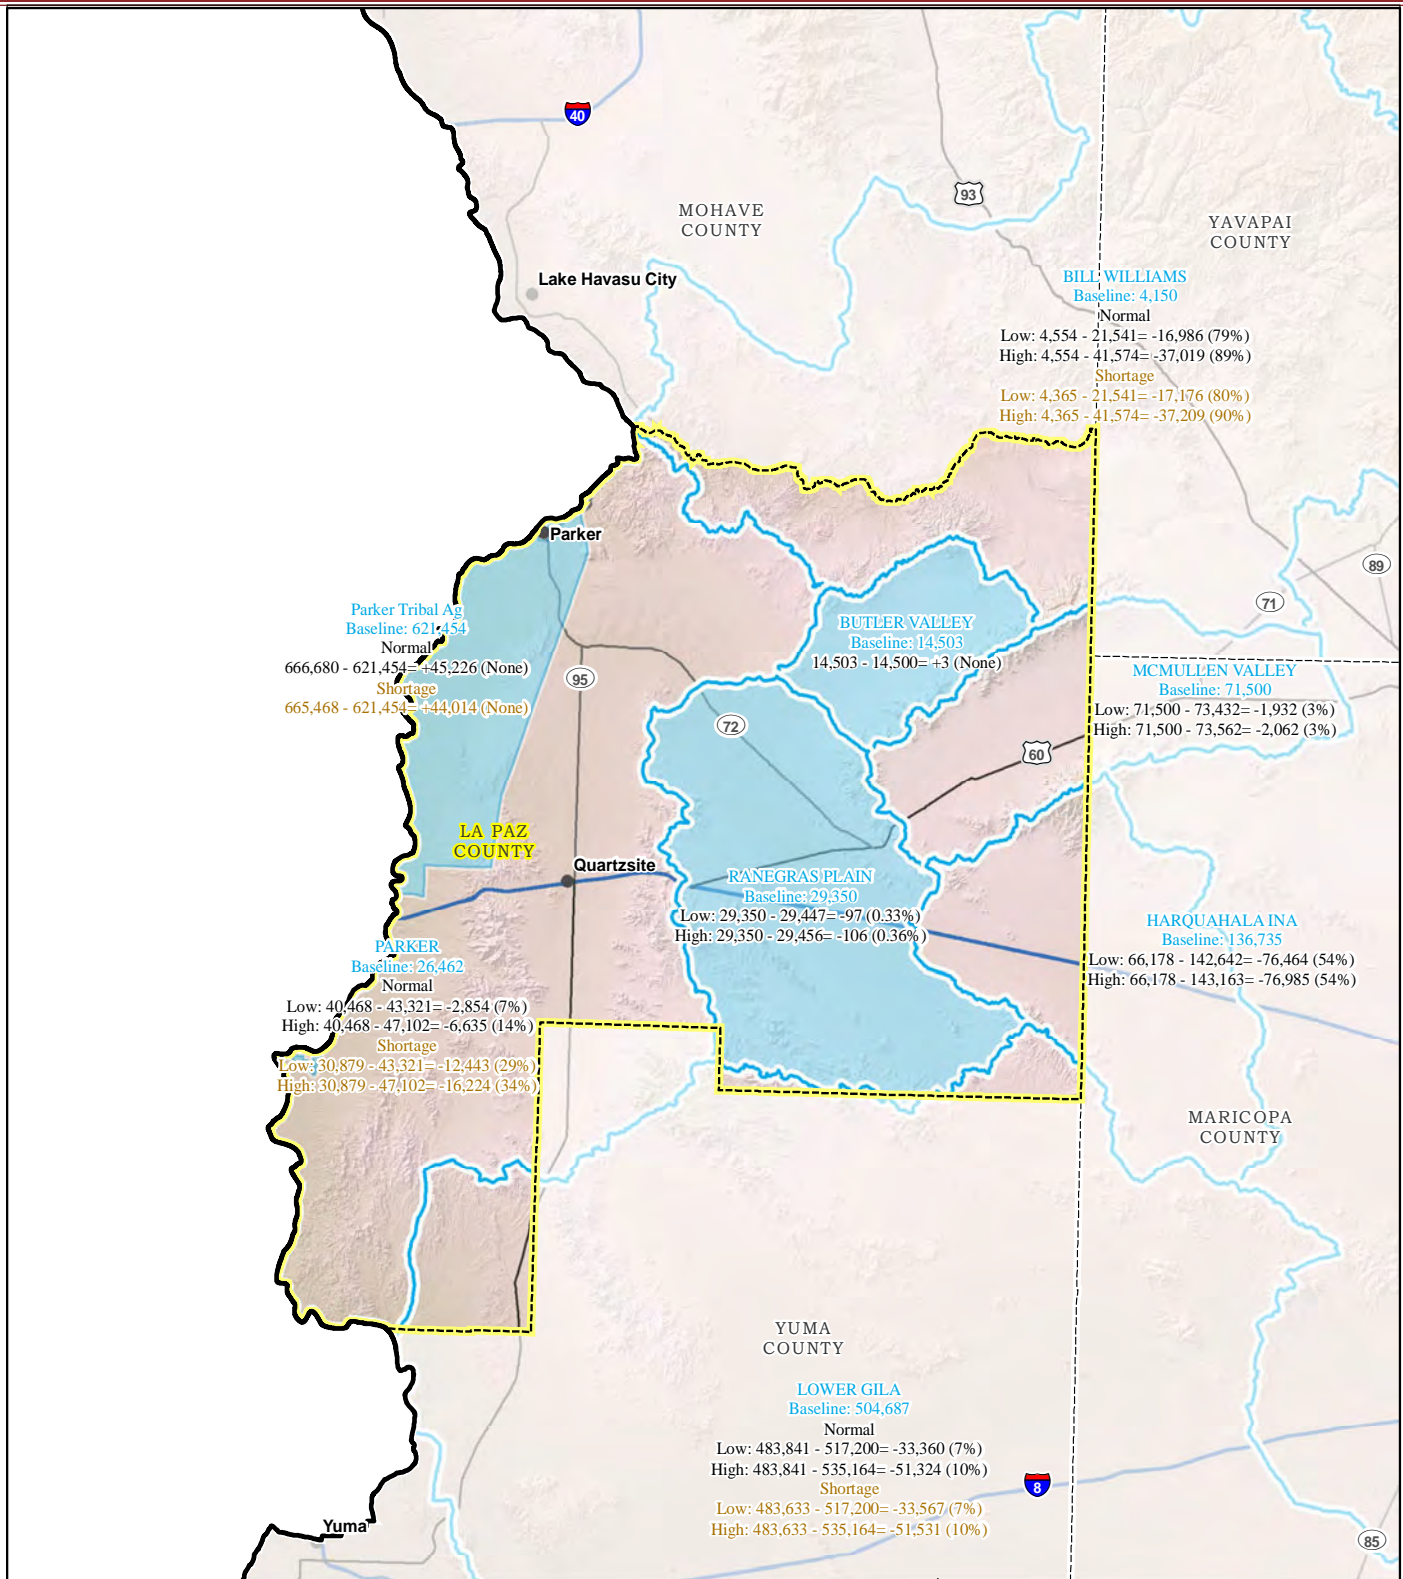 40
93
MOHAVE
COUNTY
YAVAPAI
COUNTY
Lake Havasu City
BILL WILLIAMS
Baseline: 4,150
Normal
Low: 4,554 - 21,541= -16,986 (79%)
High: 4,554 - 41,574= -37,019 (89%)
Shortage
Low: 4,365 - 21,541= -17,176 (80%)
High: 4,365 - 41,574= -37,209 (90%)
Parker
89
71
Parker Tribal Ag
Baseline: 621,454
Normal
666,680 - 621,454= +45,226 (None)
Shortage
665,468 - 621,454= +44,014 (None)
BUTLER VALLEY
Baseline: 14,503
14,503 - 14,500= +3 (None)
95
MCMULLEN VALLEY
Baseline: 71,500
Low: 71,500 - 73,432= -1,932 (3%)
High: 71,500 - 73,562= -2,062 (3%)
72
60
LA PAZ
COUNTY
Quartzsite
RANEGRAS PLAIN
Baseline: 29,350
Low: 29,350 - 29,447= -97 (0.33%)
High: 29,350 - 29,456= -106 (0.36%)
HARQUAHALA INA
Baseline: 136,735
Low: 66,178 - 142,642= -76,464 (54%)
High: 66,178 - 143,163= -76,985 (54%)
PARKER
Baseline: 26,462
Normal
Low: 40,468 - 43,321= -2,854 (7%)
High: 40,468 - 47,102= -6,635 (14%)
Shortage
Low: 30,879 - 43,321= -12,443 (29%)
High: 30,879 - 47,102= -16,224 (34%)
MARICOPA
COUNTY
YUMA
COUNTY
LOWER GILA
Baseline: 504,687
Normal
Low: 483,841 - 517,200= -33,360 (7%)
High: 483,841 - 535,164= -51,324 (10%)
Shortage
Low: 483,633 - 517,200= -33,567 (7%)
High: 483,633 - 535,164= -51,531 (10%)
8
Yuma
85